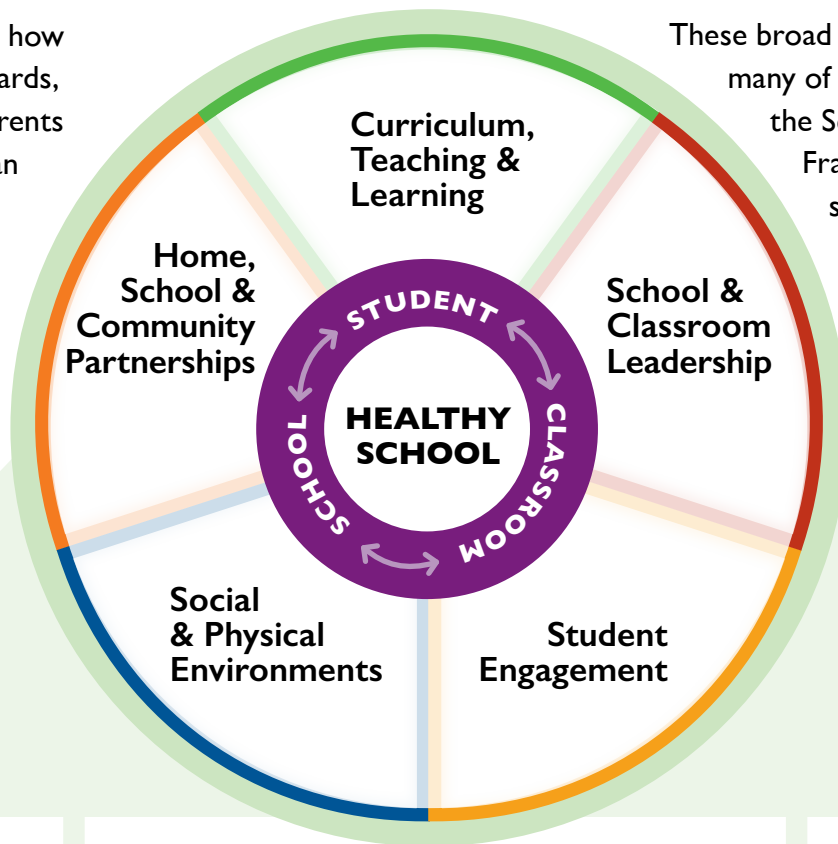 how
ards,
rents
an
These broad
many of
the S
Fra
s
Curriculum,
Teaching &
Learning
Home,
School &
Community
Partnerships
School &
Classroom
Leadership
STUDENT
CLASSROOM
SCHOOL
HEALTHY
SCHOOL
Social
& Physical
Environments
Student
Engagement